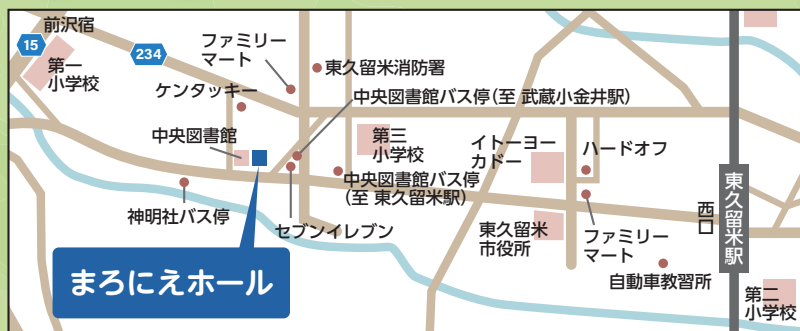 前沢宿
15
第一
小学校
234
ファミリー
マート
ケンタッキー
東久留米消防署
中央図書館バス停(至 武蔵小金井駅)
中央図書館
第三
小学校
イトーヨー
カドー
ハードオフ
中央図書館バス停
(至 東久留米駅)
神明社バス停
セブンイレブン
東久留米
市役所
ファミリー
マート
西口
東久留米駅
自動車教習所
第二
小学校
まろにえホール